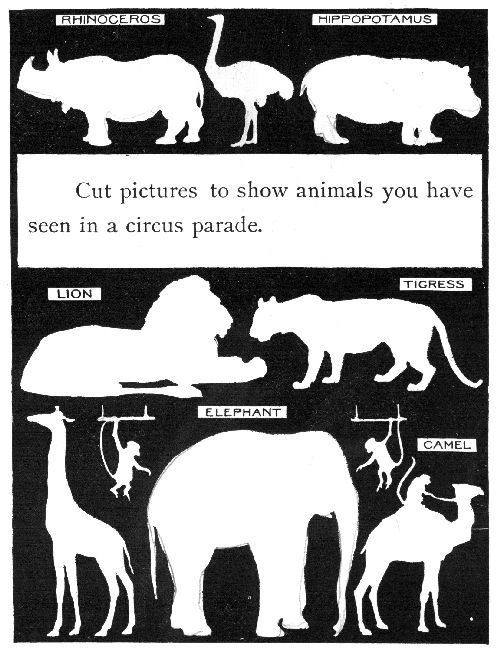 RHINOCEROS
HIPPOPOTAMUS
Cut pictures to show animals you have
seen in a circus parade.
LION
TIGRESS
ELEPHANT
CAMEL